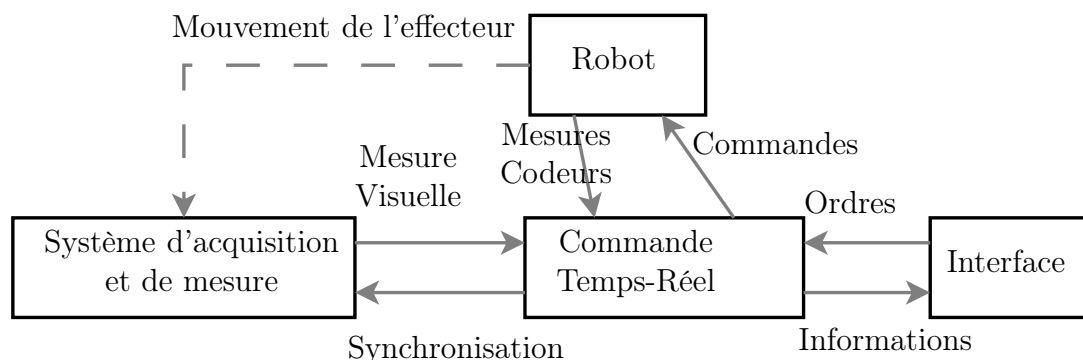 Mouvement de l'effecteur
Robot
Mesures
Codeurs
Commandes
Mesure
Visuelle
Ordres
Système d'acquisition
et de mesure
Commande
Temps-Réel
Interface
Synchronisation
Informations